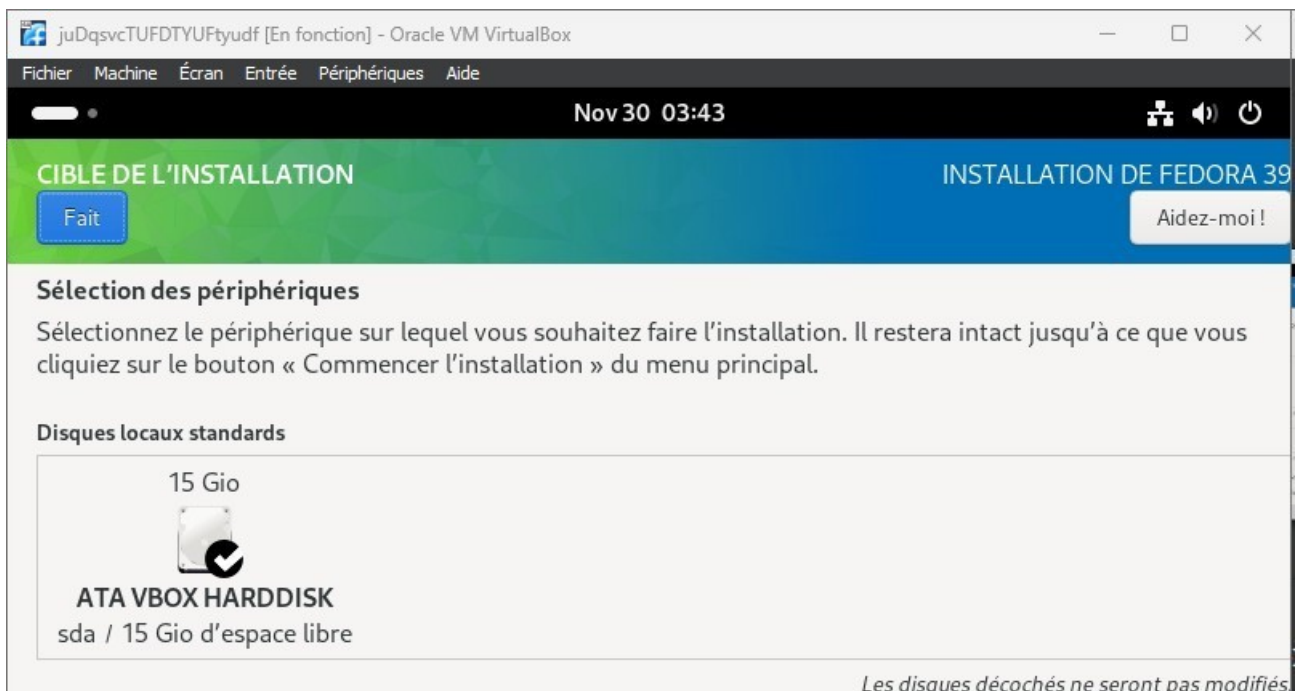 juDqsvcTUFDTYUFtyudf [En fonction] - Oracle VM VirtualBox
Fichier Machine Écran Entrée Périphériques Aide
Nov 30 03:43
CIBLE DE L'INSTALLATION
INSTALLATION DE FEDORA 39
Fait
Aidez-moi !
Sélection des périphériques
Sélectionnez le périphérique sur lequel vous souhaitez faire l'installation. Il restera intact jusqu'à ce que vous
cliquiez sur le bouton « Commencer l'installation » du menu principal.
Disques locaux standards
15 Gio
ATA VBOX HARDDISK
sda / 15 Gio d'espace libre
Les disques décochés ne seront pas modifiés.